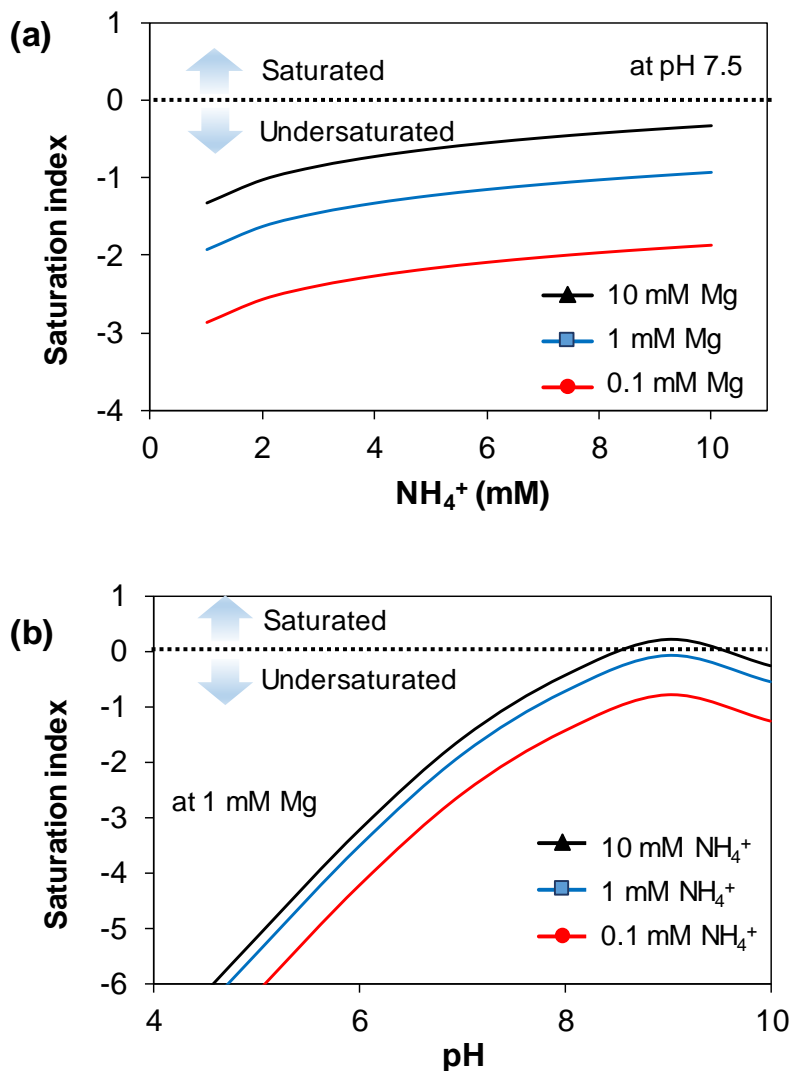 (a)
1
0
-1
-2
-3
-4
Saturation index
Saturated
at pH 7.5
Undersaturated
10 mM Mg
1 mM Mg
0.1 mM Mg
0 2 4 6 8 10
NH₄⁺ (mM)
(b)
1
0
-1
-2
-3
-4
-5
-6
Saturation index
Saturated
Undersaturated
at 1 mM Mg
10 mM NH₄⁺
1 mM NH₄⁺
0.1 mM NH₄⁺
4 6 8 10
pH